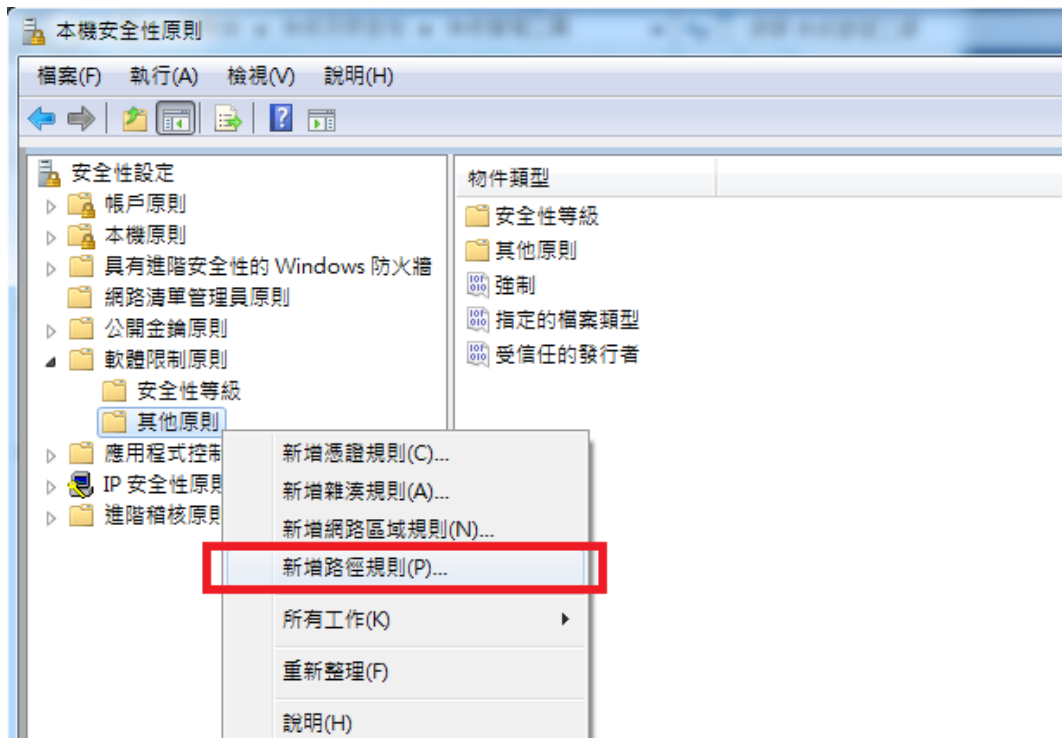 本機安全性原則
檔案(F) 執行(A) 檢視(V) 說明(H)
安全性設定
帳戶原則
本機原則
具有進階安全性的 Windows 防火牆
網路清單管理員原則
公開金鑰原則
軟體限制原則
安全性等級
其他原則
應用程式控制
IP 安全性原則
進階稽核原則
物件類型
安全性等級
其他原則
強制
指定的檔案類型
受信任的發行者
新增憑證規則(C)...
新增雜湊規則(A)...
新增網路區域規則(N)...
新增路徑規則(P)...
所有工作(K)
重新整理(F)
說明(H)